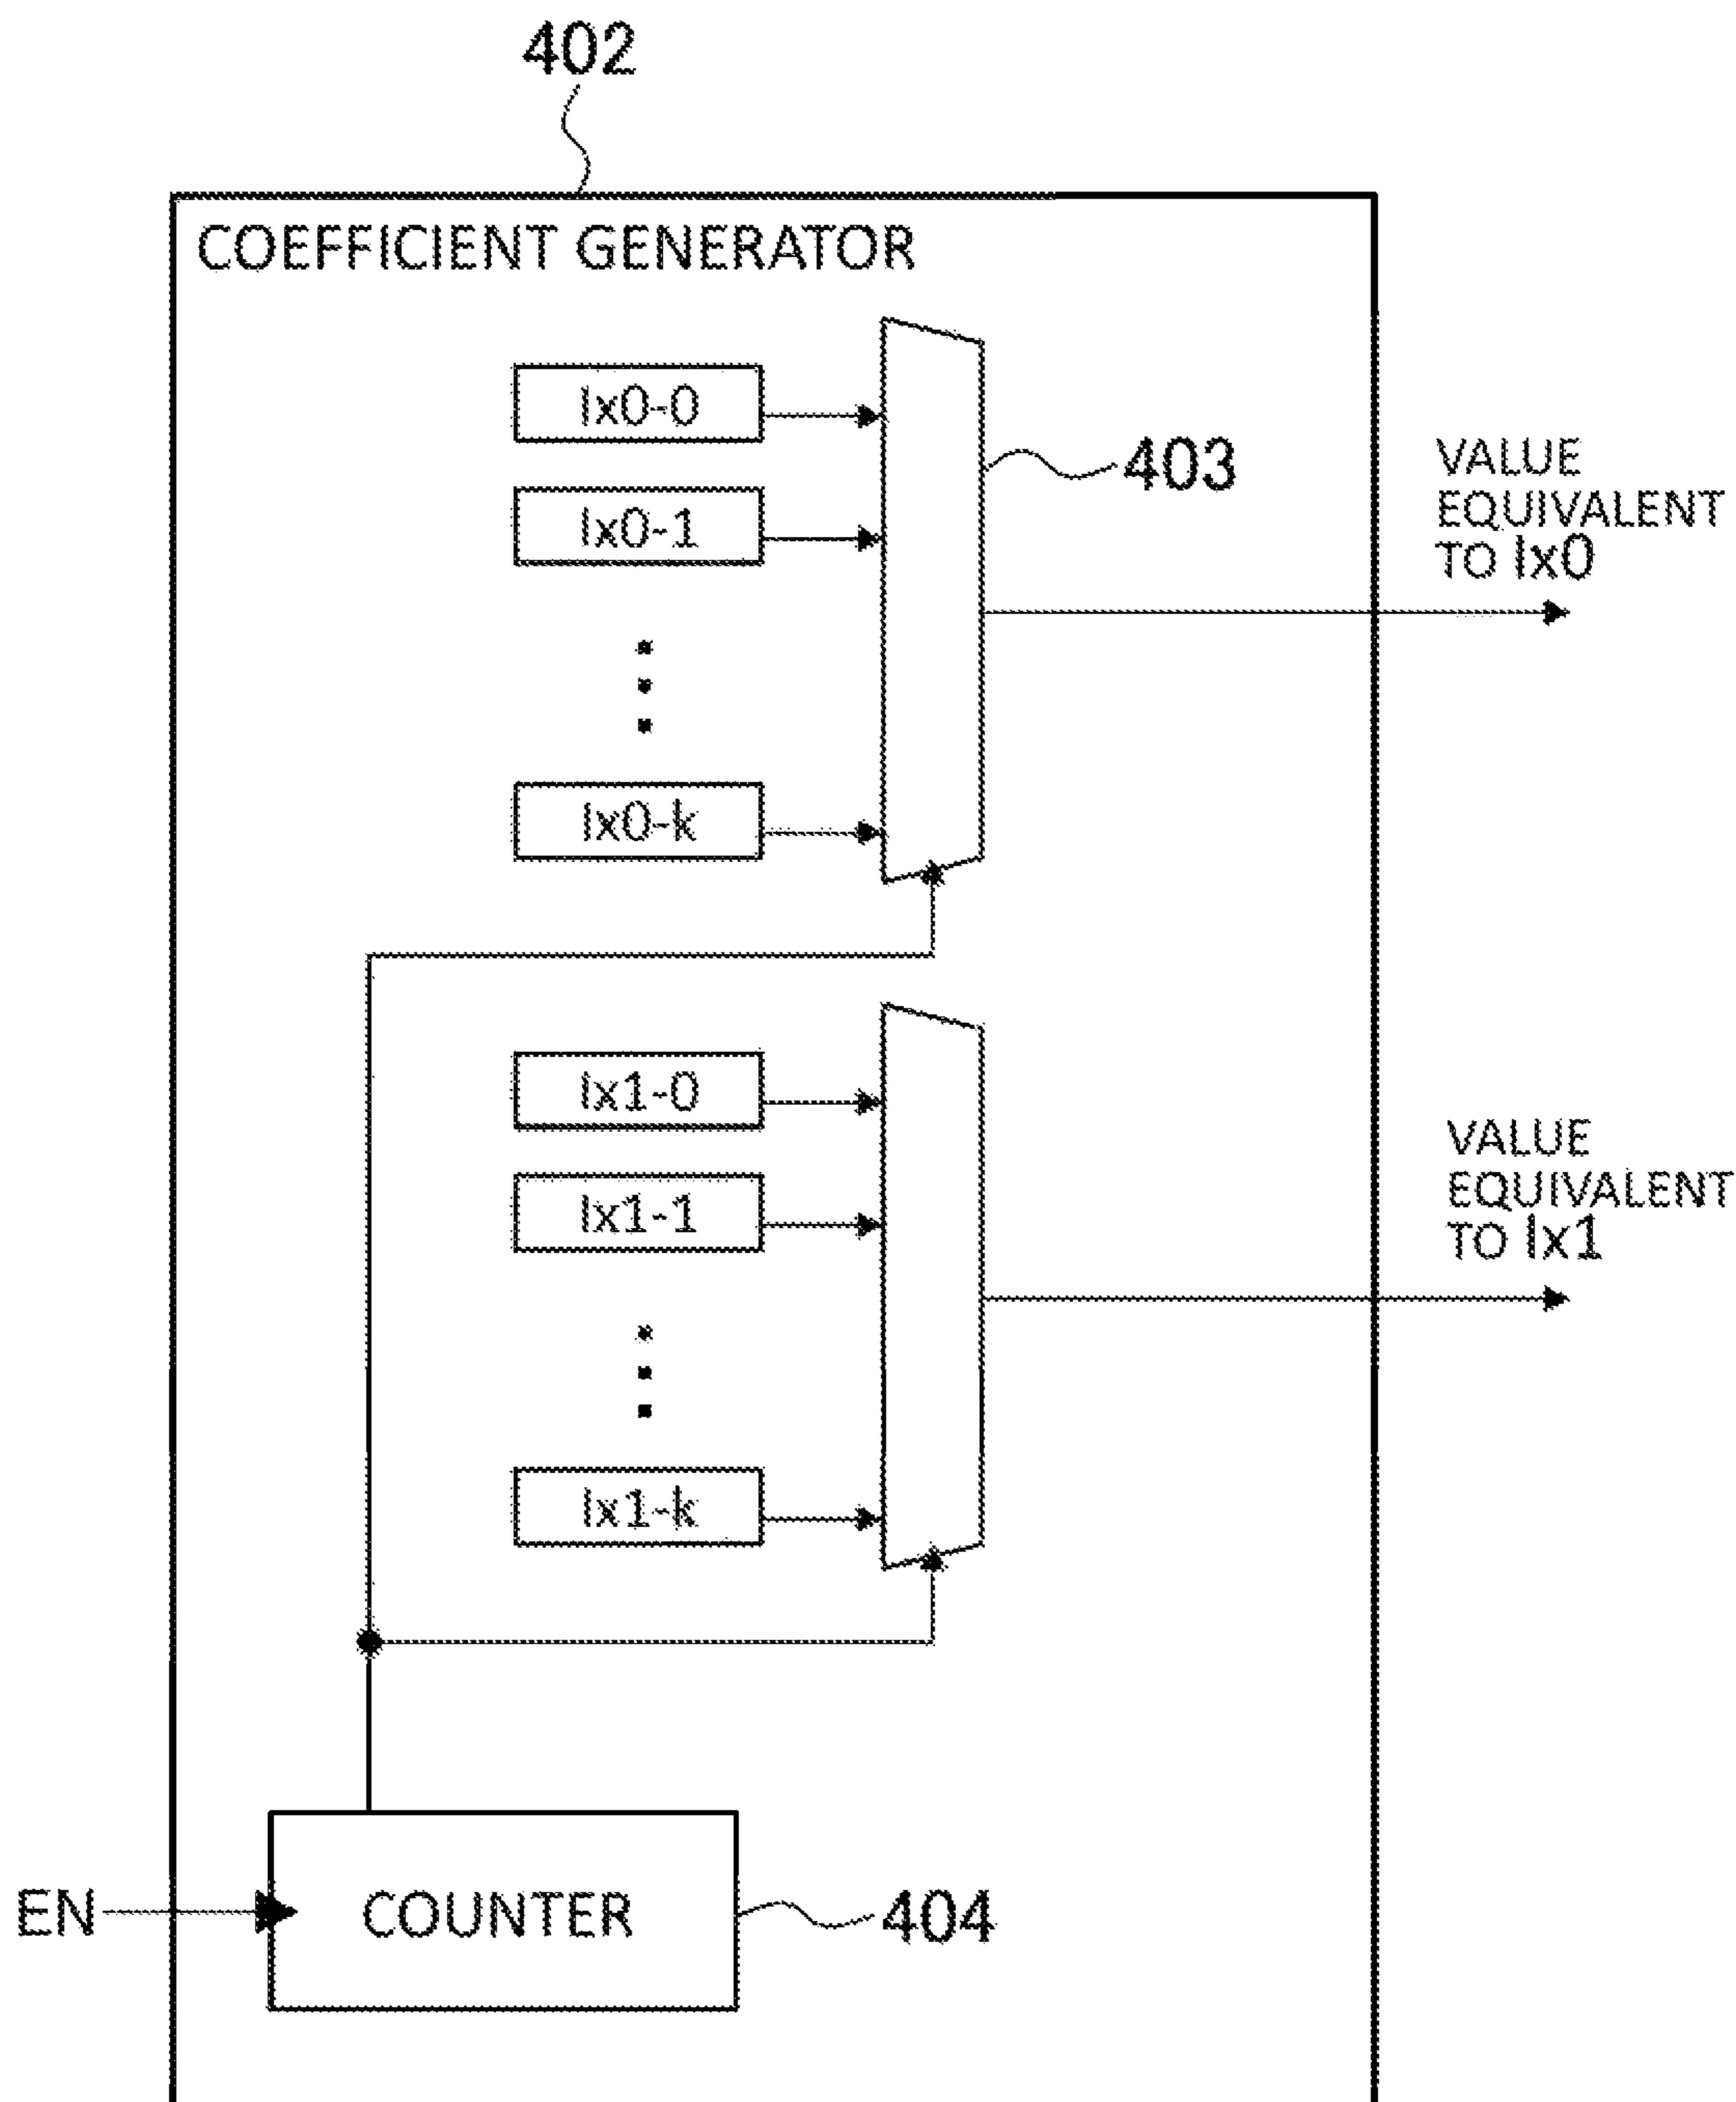 402
COEFFICIENT GENERATOR
Ix0-0
Ix0-1
403
VALUE
EQUIVALENT
TO Ix0
Ix0-k
Ix1-0
Ix1-1
VALUE
EQUIVALENT
TO Ix1
Ix1-k
EN
COUNTER
404